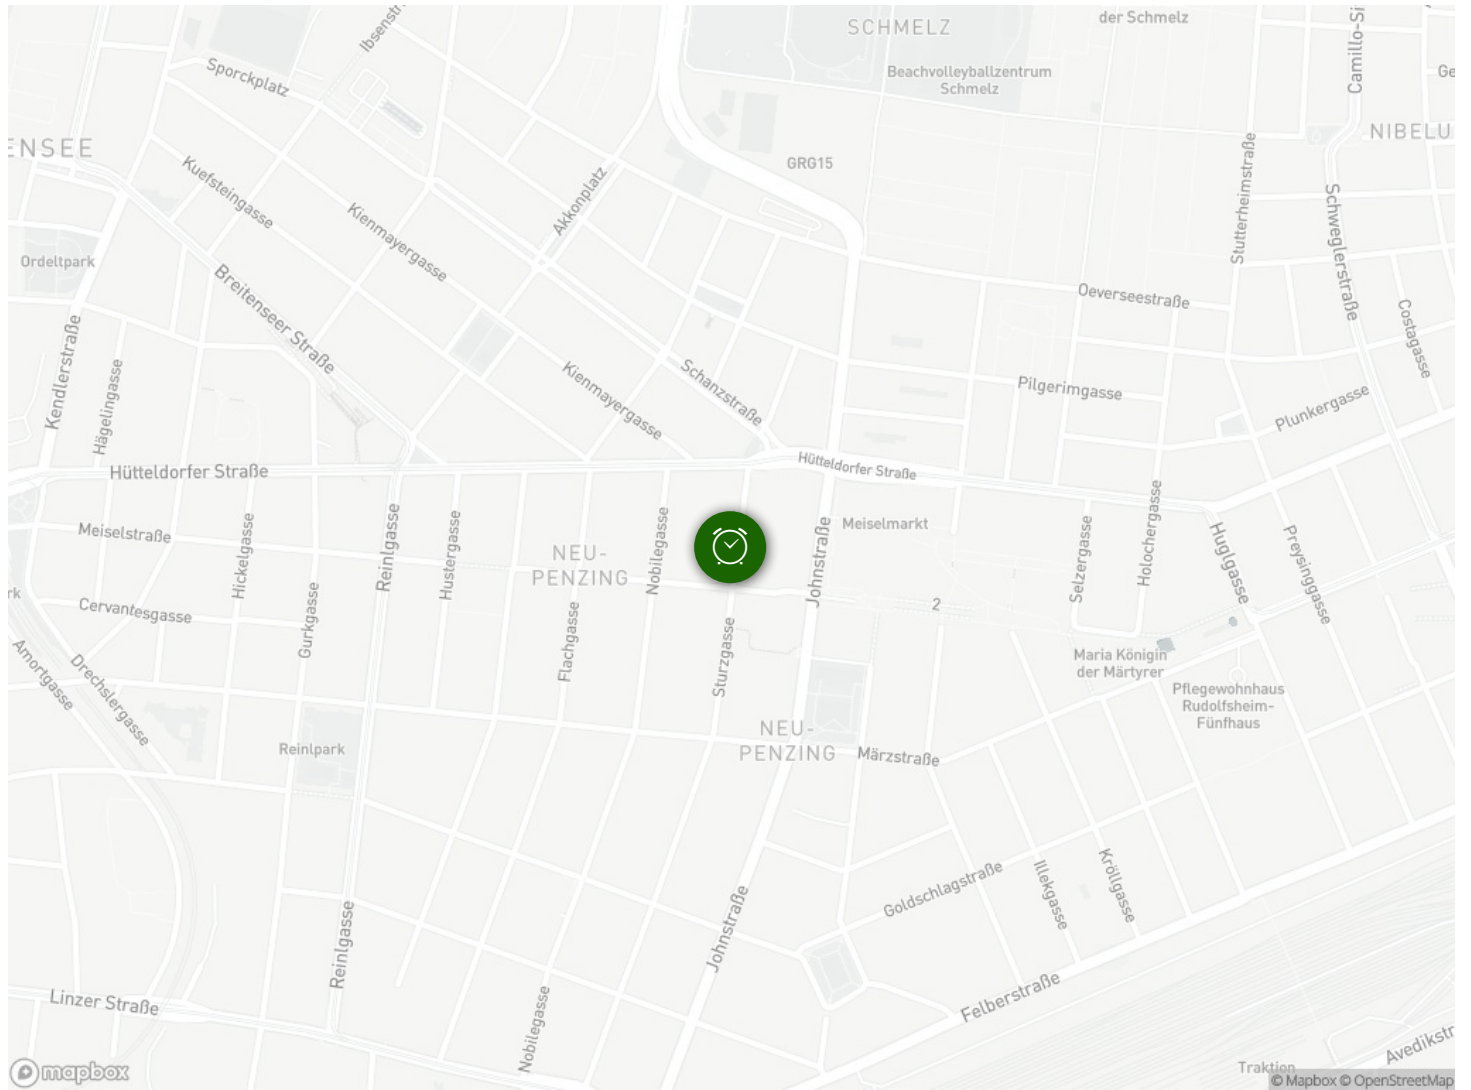 SCHMELZ
der Schmelz
Ibsenstr
Camillo-Si
Sporckplatz
Beachvolleyballzentrum
Schmelz
Ge
ENSEE
NIBELU
GRG15
Kuefsteingasse
Akkonplatz
Stutterheimstraße
Kienmayergasse
Schweglerstraße
Ordeltpark
Breitenseer Straße
Oeverseestraße
Costagasse
Kendlerstraße
Hägelingasse
Kienmayergasse
Schanzstraße
Pilgerimgasse
Plunkergasse
Hütteldorfer Straße
Hütteldorfer Straße
Meiselstraße
Hickelgasse
Reinlgasse
Hustergasse
NEU-
PENZING
Nobilegasse
Meiselmarkt
Johnstraße
Selzergasse
Holochergasse
Huglgasse
Preysinggasse
rk
Cervantesgasse
Gurkgasse
Flachgasse
Sturzgasse
2
Amortgasse
Drechslergasse
Maria Königin
der Märtyrer
Pflegewohnhaus
Rudolfsheim-
Fünfhaus
Reinlpark
NEU-
PENZING
Märzstraße
Goldschlagstraße
Illekgasse
Kröllgasse
Reinlgasse
Johnstraße
Linzer Straße
Nobilegasse
Felberstraße
Avedikstr
Traktion
mapbox
© Mapbox © OpenStreetMap